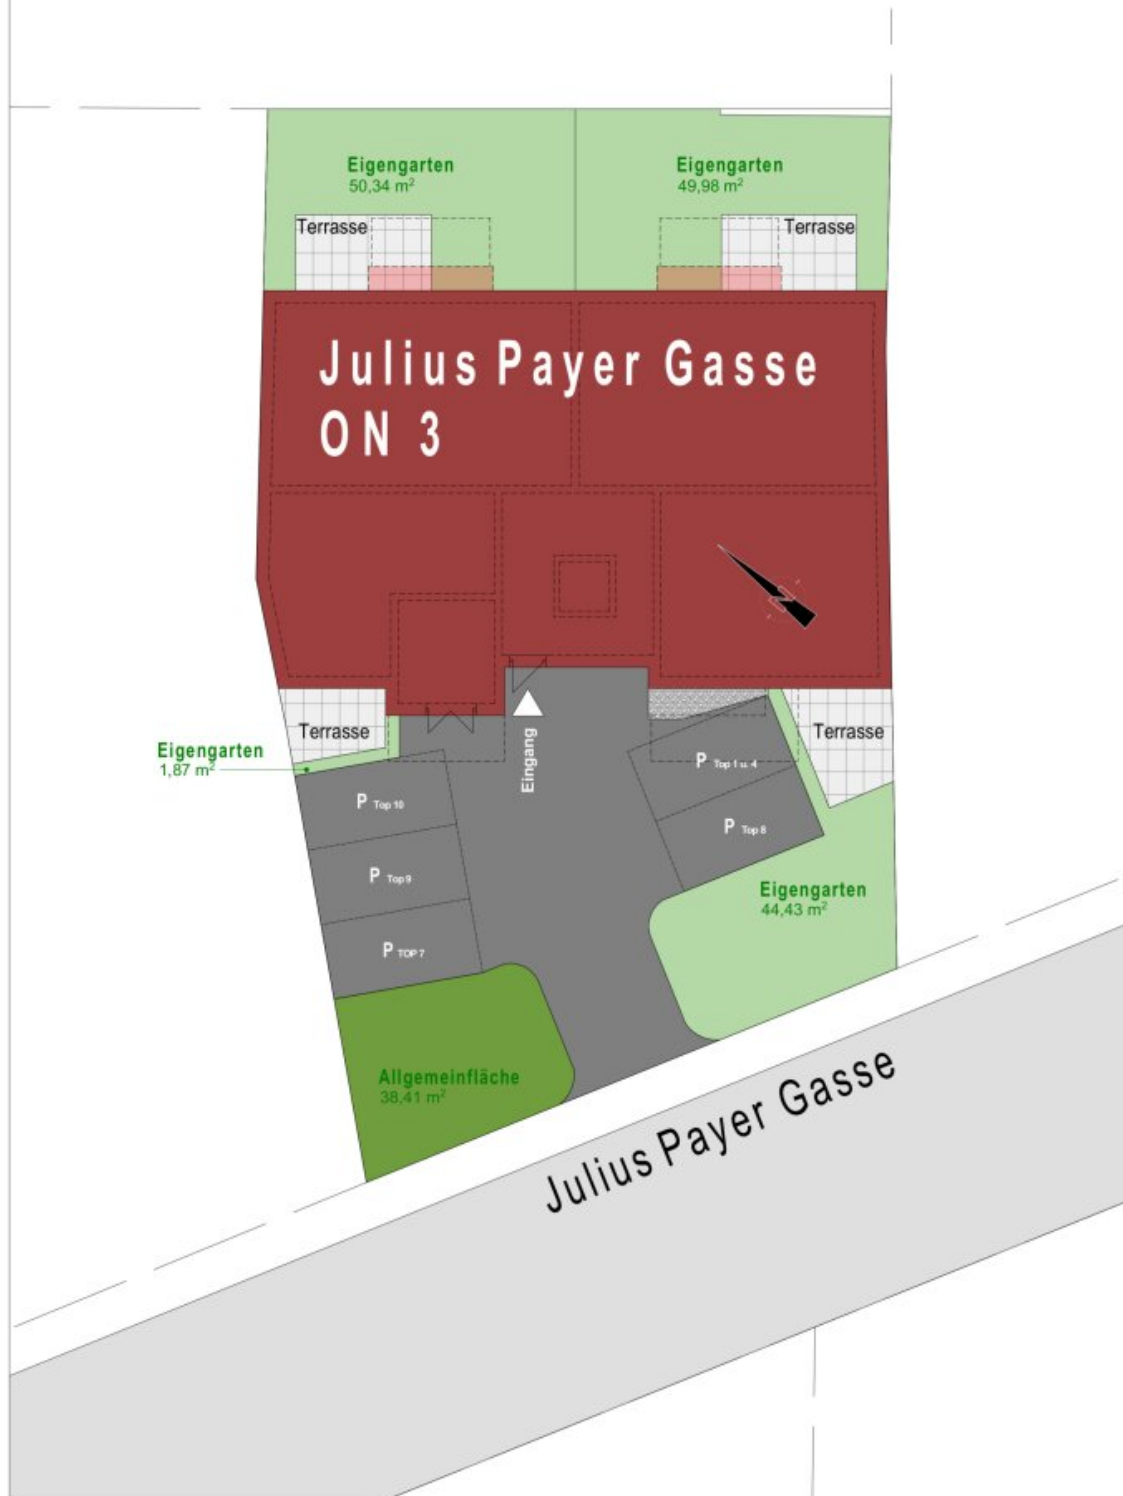 Eigengarten
50,34 m²
Eigengarten
49,98 m²
Terrasse
Terrasse
Julius Payer Gasse
ON 3
N
Terrasse
Eigengarten
1,87 m²
Eingang
Terrasse
P Top 1 u. 4
P Top 8
P Top 10
P Top 9
P TOP 7
Eigengarten
44,43 m²
Allgemeinfläche
38,41 m²
Julius Payer Gasse